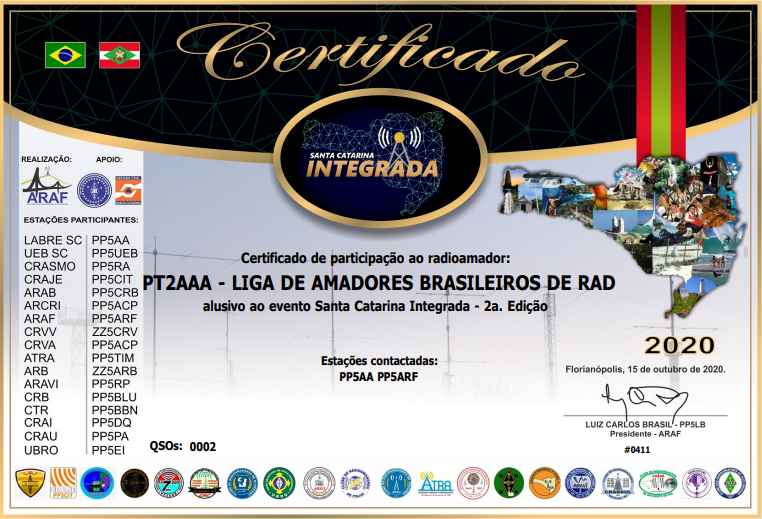 Certificado
SANTA CATARINA
INTEGRADA
REALIZAÇÃO: APOIO:
ARAF
DEFESA CIVIL
ESTAÇÕES PARTICIPANTES:
LABRE SC PP5AA
UEB SC PP5UEB
CRASMO PP5RA
CRAJE PP5CIT
ARAB PP5CRB
ARCRI PP5ACP
ARAF PP5ARF
CRVV ZZ5CRV
CRVA PP5ACP
ATRA PP5TIM
ARB ZZ5ARB
ARAVI PP5RP
CRB PP5BLU
CTR PP5BBN
CRAI PP5DQ
CRAU PP5PA
UBRO PP5EI
Certificado de participação ao radioamador:
PT2AAA - LIGA DE AMADORES BRASILEIROS DE RAD
alusivo ao evento Santa Catarina Integrada - 2a. Edição
Estações contactadas:
PP5AA PP5ARF
QSOs: 0002
2020
Florianópolis, 15 de outubro de 2020.
LUIZ CARLOS BRASIL - PP5LB
Presidente - ARAF
#0411
PP5CIT
ATRA
ARAVI